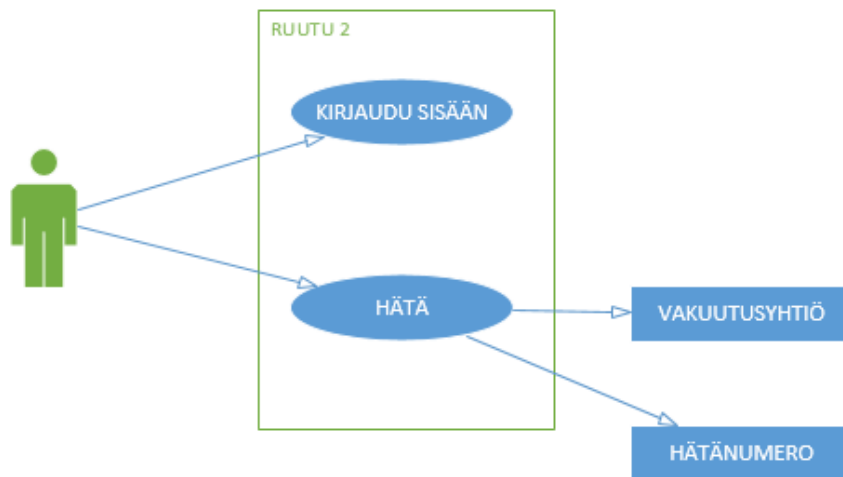 RUUTU 2
KIRJAUDU SISÄÄN
HÄTÄ
VAKUUTUSYHTIÖ
HÄTÄNUMERO